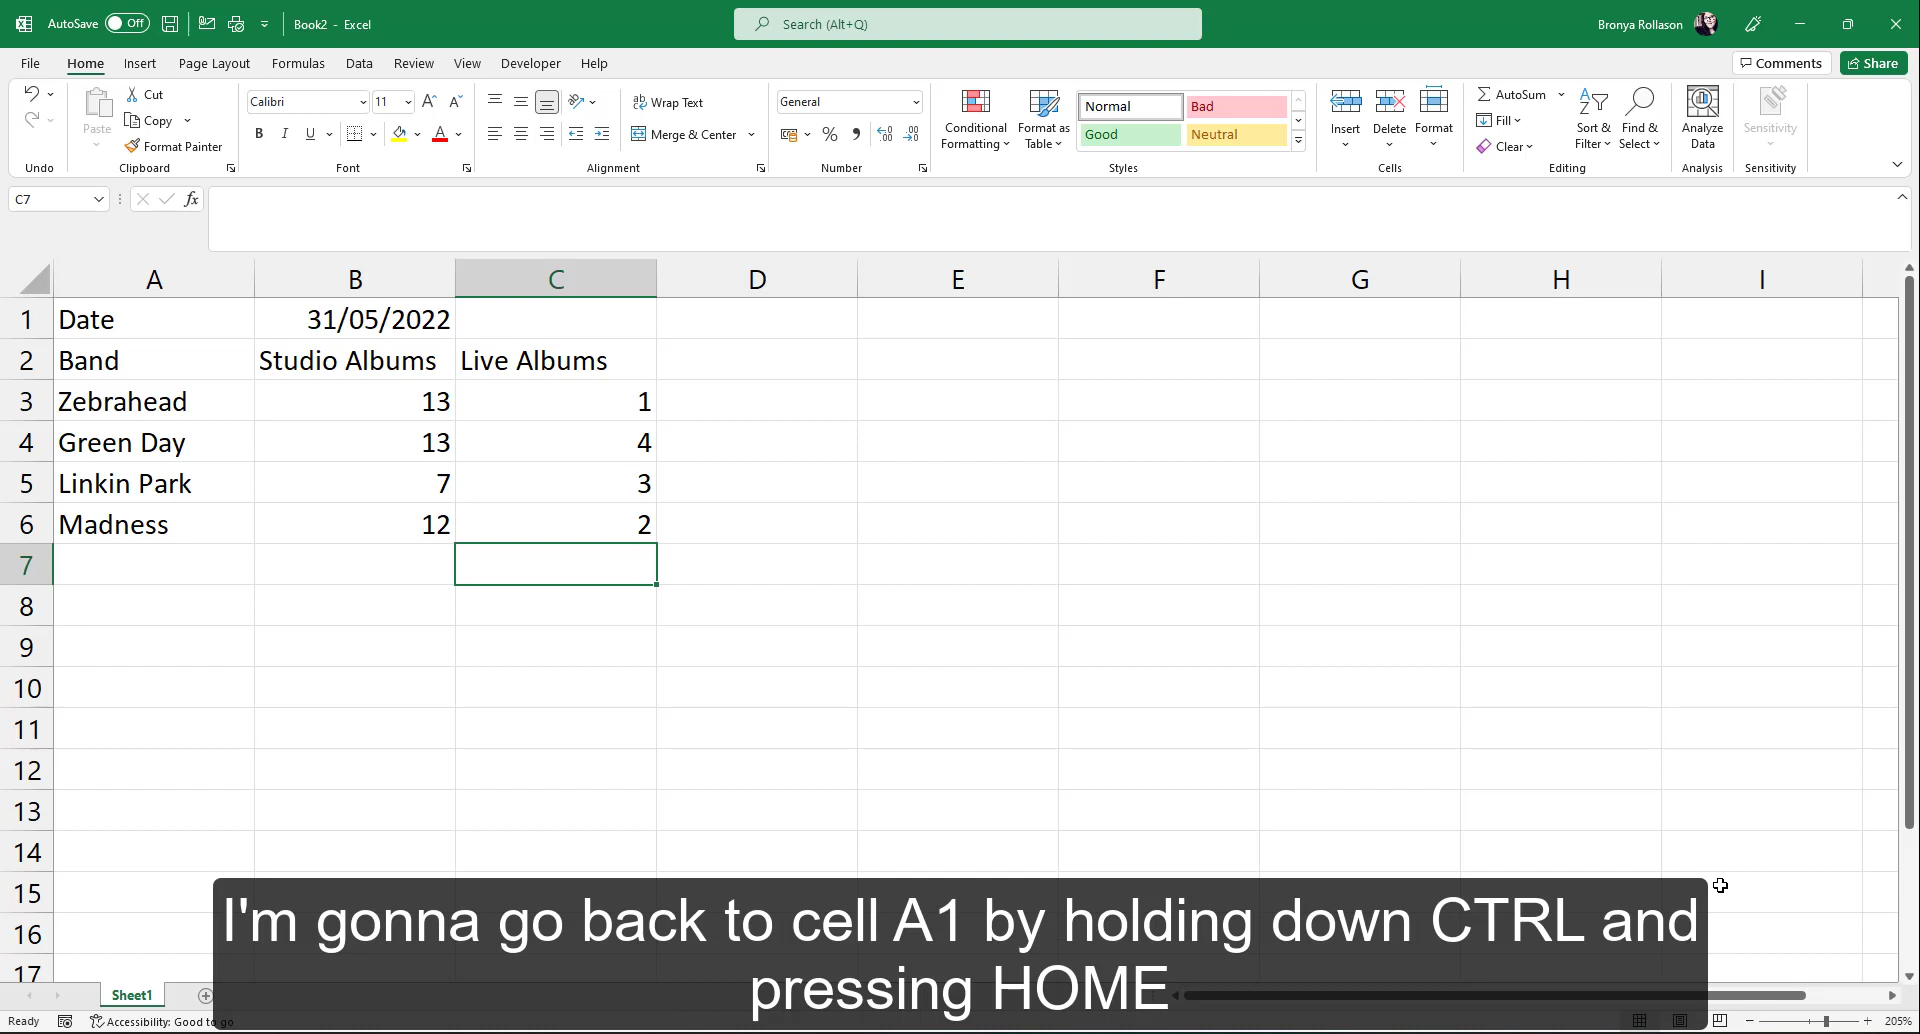 AutoSave Off Book2 - Excel Search (Alt+Q) Bronya Rollason
File Home Insert Page Layout Formulas Data Review View Developer Help Comments Share
Paste
Cut
Copy
Format Painter
Calibri 11
B I U A
Wrap Text
Merge & Center
General
% ,
Conditional
Formatting
Format as
Table
Normal Bad
Good Neutral
Insert Delete Format
AutoSum
Fill
Clear
Sort &
Filter
Find &
Select
Analyze
Data
Sensitivity
Undo Clipboard Font Alignment Number Styles Cells Editing Analysis Sensitivity
C7 fx
A B C D E F G H I
1 Date 31/05/2022
2 Band Studio Albums Live Albums
3 Zebrahead 13 1
4 Green Day 13 4
5 Linkin Park 7 3
6 Madness 12 2
7
8
9
10
11
12
13
14
15
16
17
I'm gonna go back to cell A1 by holding down CTRL and
pressing HOME
Sheet1
Ready Accessibility: Good to go 205%